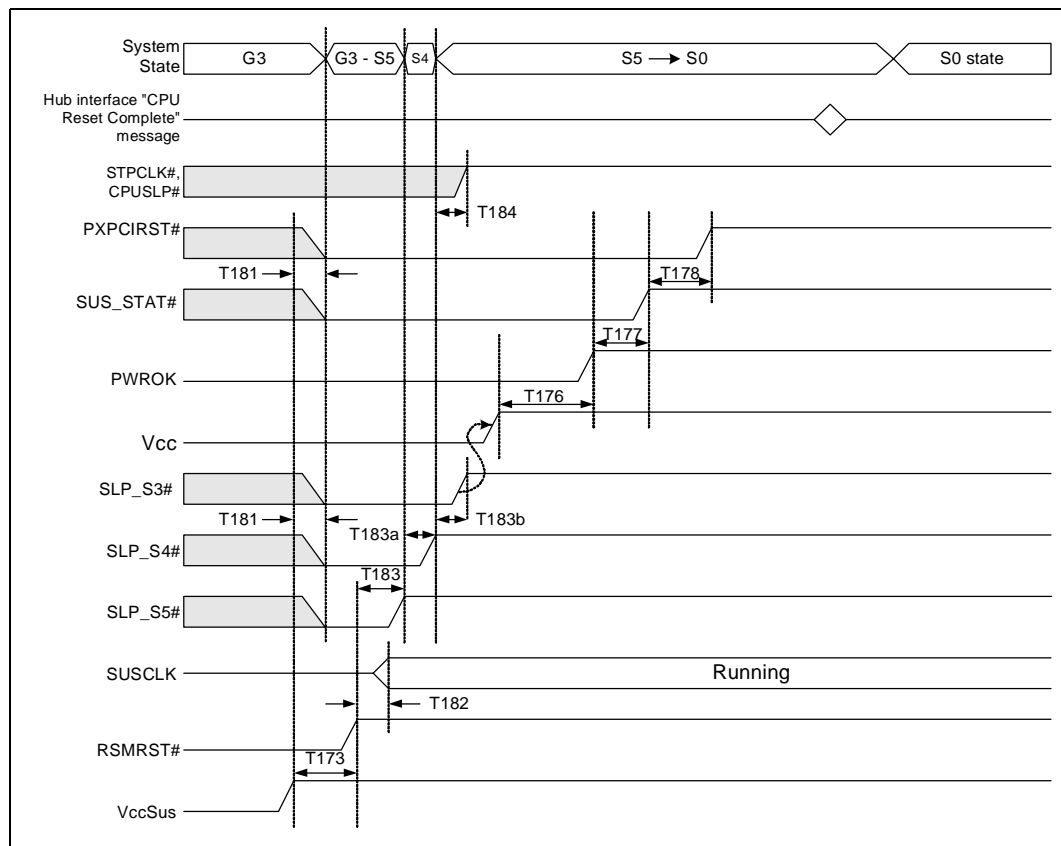 System
State
G3
G3 - S5
S4
S5 → S0
S0 state
Hub interface "CPU
Reset Complete"
message
STPCLK#,
CPUSLP#
T184
PXPCIRST#
T181
T178
SUS_STAT#
T177
PWROK
T176
Vcc
SLP_S3#
T181
T183a
T183b
SLP_S4#
T183
SLP_S5#
SUSCLK
Running
T182
RSMRST#
T173
VccSus